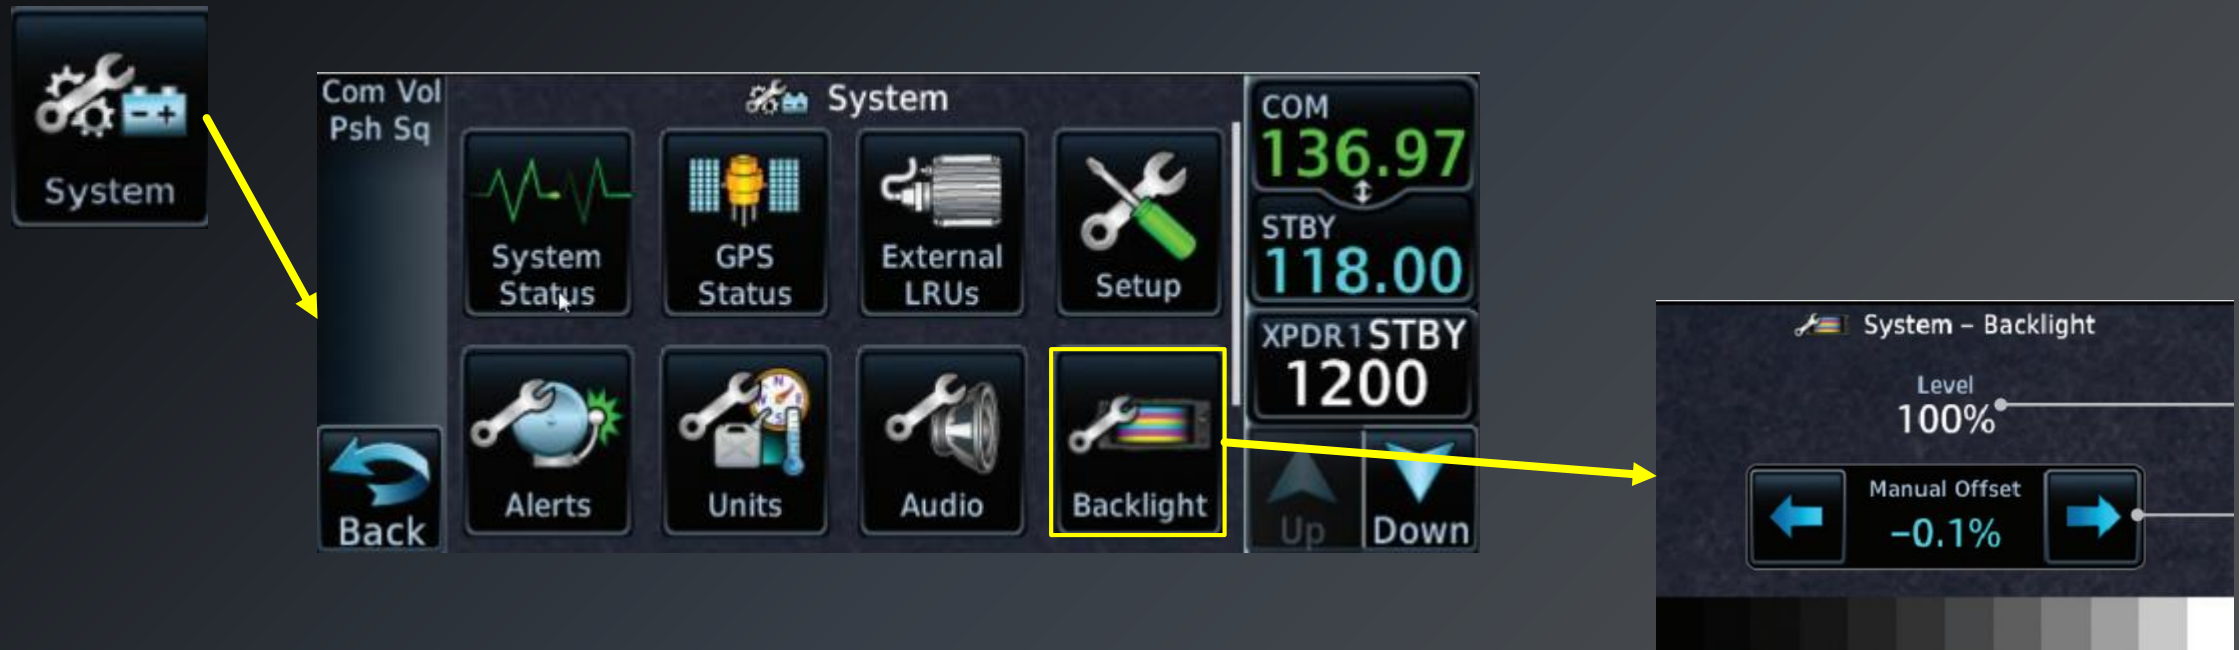 System
Com Vol
Psh Sq
System
System
Status
GPS
Status
External
LRUs
Setup
Alerts
Units
Audio
Backlight
Back
COM
136.97
STBY
118.00
XPDR1 STBY
1200
Up
Down
System – Backlight
Level
100%
Manual Offset
−0.1%